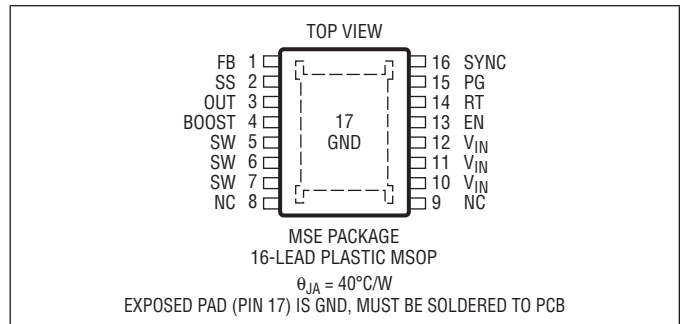 TOP VIEW
FB 1
SS 2
OUT 3
BOOST 4
SW 5
SW 6
SW 7
NC 8
17
GND
16 SYNC
15 PG
14 RT
13 EN
12 VIN
11 VIN
10 VIN
9 NC
MSE PACKAGE
16-LEAD PLASTIC MSOP
θJA = 40°C/W
EXPOSED PAD (PIN 17) IS GND, MUST BE SOLDERED TO PCB